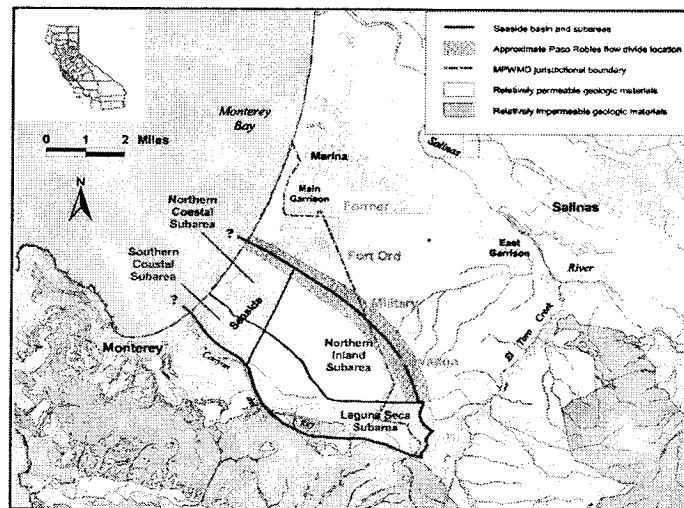 Seaside basin and subareas
Approximate Paso Robles flow divide location
MPWMD jurisdictional boundary
Relatively permeable geologic materials
Relatively impermeable geologic materials
0 1 2 Miles
N
Monterey
Bay
Marina
Main
Garrison
Former
Fort Ord
Military
Salinas
Salinas
River
East
Garrison
El Toro Creek
Northern
Coastal
Subarea
Southern
Coastal
Subarea
?
?
Seaside
Monterey
Canyon
Northern
Inland
Subarea
Laguna Seca
Subarea